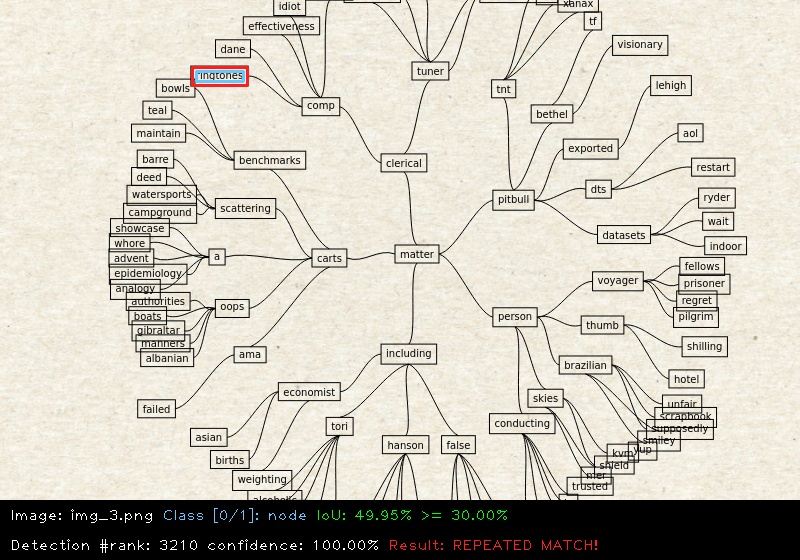 idiot
xanax
effectiveness
tf
dane
visionary
tuner
ingtones
bowls
tnt
lehigh
comp
teal
bethel
maintain
aol
exported
barre
benchmarks
clerical
restart
deed
dts
watersports
pitbull
ryder
campground
scattering
wait
showcase
datasets
whore
indoor
advent
a
carts
matter
fellows
epidemiology
voyager
prisoner
analogy
regret
authorities
oops
person
pilgrim
boats
thumb
gibraltar
manners
shilling
albanian
ama
including
brazilian
hotel
economist
skies
unfair
failed
scrapbook
conducting
supposedly
tori
asian
smiley
hanson
false
yup
kvm
births
shield
mer
weighting
trusted
alcoholic
Image: img_3.png Class [0/1]: node IoU: 49.95% >= 30.00%
Detection #rank: 3210 confidence: 100.00% Result: REPEATED MATCH!